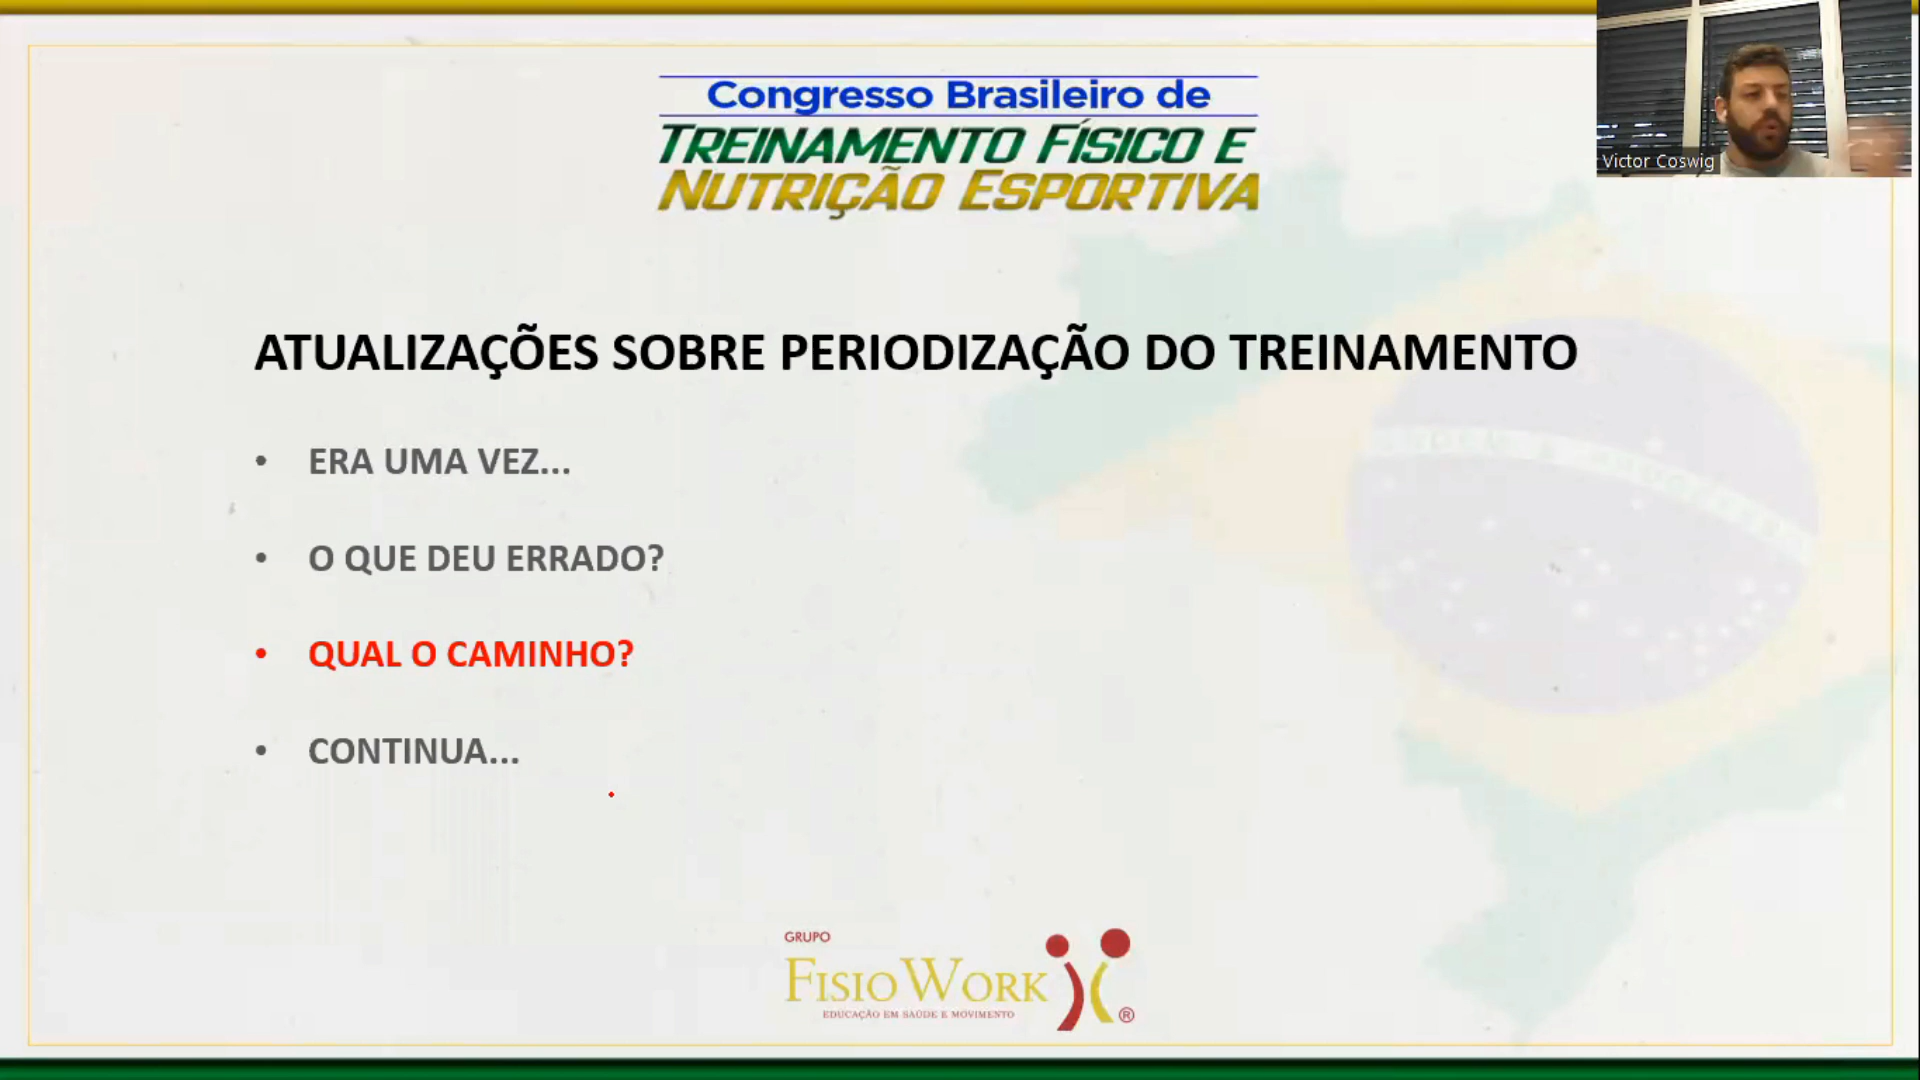 Congresso Brasileiro de
TREINAMENTO FÍSICO E
NUTRIÇÃO ESPORTIVA
Victor Coswig
ATUALIZAÇÕES SOBRE PERIODIZAÇÃO DO TREINAMENTO
• ERA UMA VEZ...
• O QUE DEU ERRADO?
• QUAL O CAMINHO?
• CONTINUA...
GRUPO
FISIOWORK
EDUCAÇÃO EM SAÚDE E MOVIMENTO
®